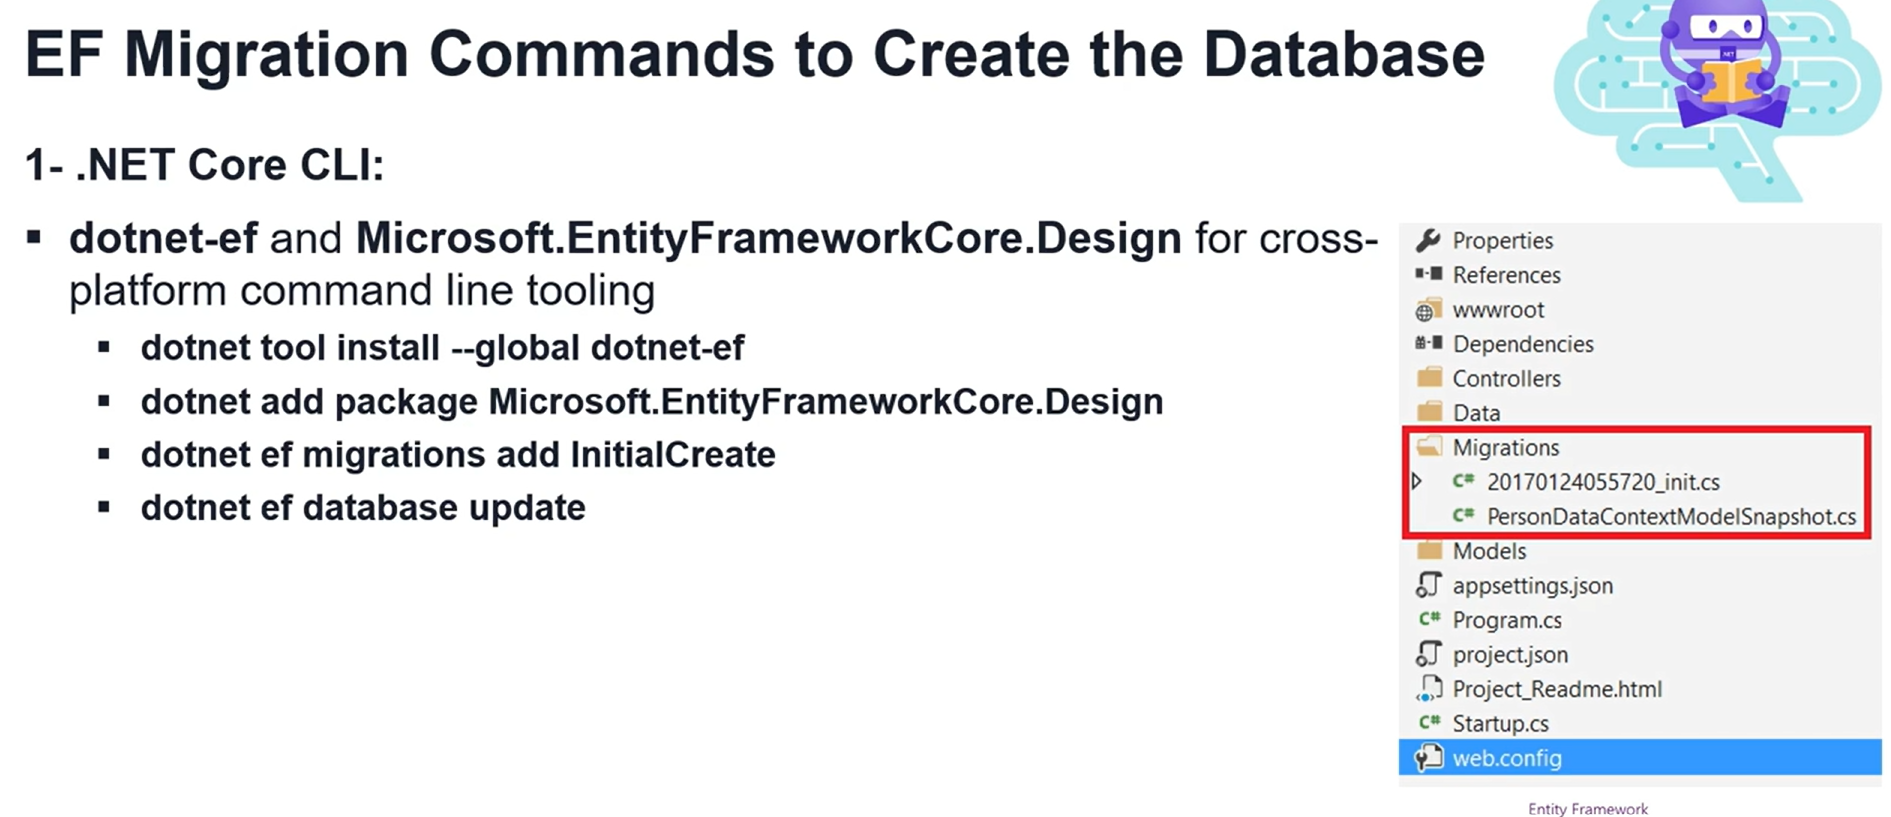 EF Migration Commands to Create the Database
.NET
1- .NET Core CLI:
▪ dotnet-ef and Microsoft.EntityFrameworkCore.Design for cross-
platform command line tooling
▪ dotnet tool install --global dotnet-ef
▪ dotnet add package Microsoft.EntityFrameworkCore.Design
▪ dotnet ef migrations add InitialCreate
▪ dotnet ef database update
Properties
References
wwwroot
Dependencies
Controllers
Data
Migrations
C# 20170124055720_init.cs
C# PersonDataContextModelSnapshot.cs
Models
appsettings.json
C# Program.cs
project.json
Project_Readme.html
C# Startup.cs
web.config
Entity Framework